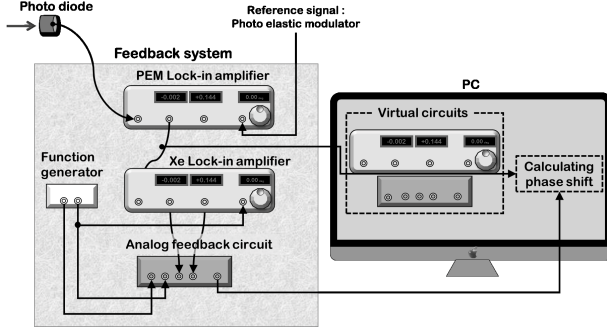 Photo diode
Reference signal :
Photo elastic modulator
Feedback system
PEM Lock-in amplifier
-0.002 +0.144 0.00
PC
Virtual circuits
-0.002 +0.144 0.00
Calculating
phase shift
Function
generator
Xe Lock-in amplifier
-0.002 +0.144 0.00
Analog feedback circuit